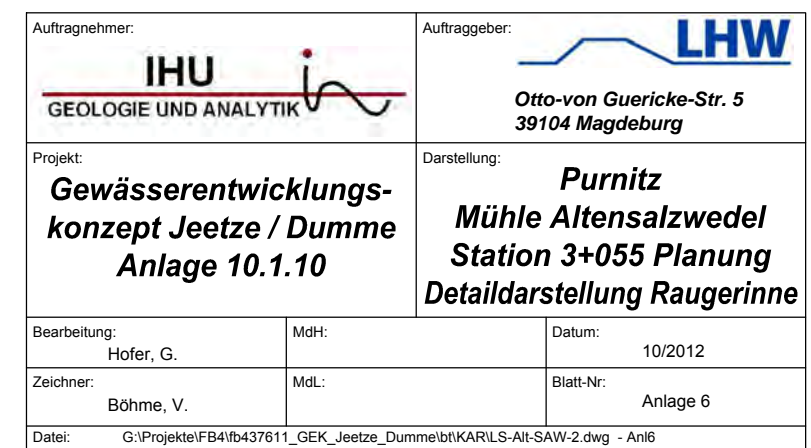 Auftragnehmer:
IHU
GEOLOGIE UND ANALYTIK
Auftraggeber:
LHW
Otto-von Guericke-Str. 5
39104 Magdeburg
Projekt:
Gewässerentwicklungs-
konzept Jeetze / Dumme
Anlage 10.1.10
Darstellung:
Purnitz
Mühle Altensalzwedel
Station 3+055 Planung
Detaildarstellung Raugerinne
Bearbeitung:
Hofer, G.
MdH:
Datum:
10/2012
Zeichner:
Böhme, V.
MdL:
Blatt-Nr:
Anlage 6
Datei: G:\Projekte\FB4\fb437611_GEK_Jeetze_Dumme\bt\KAR\LS-Alt-SAW-2.dwg - Anl6